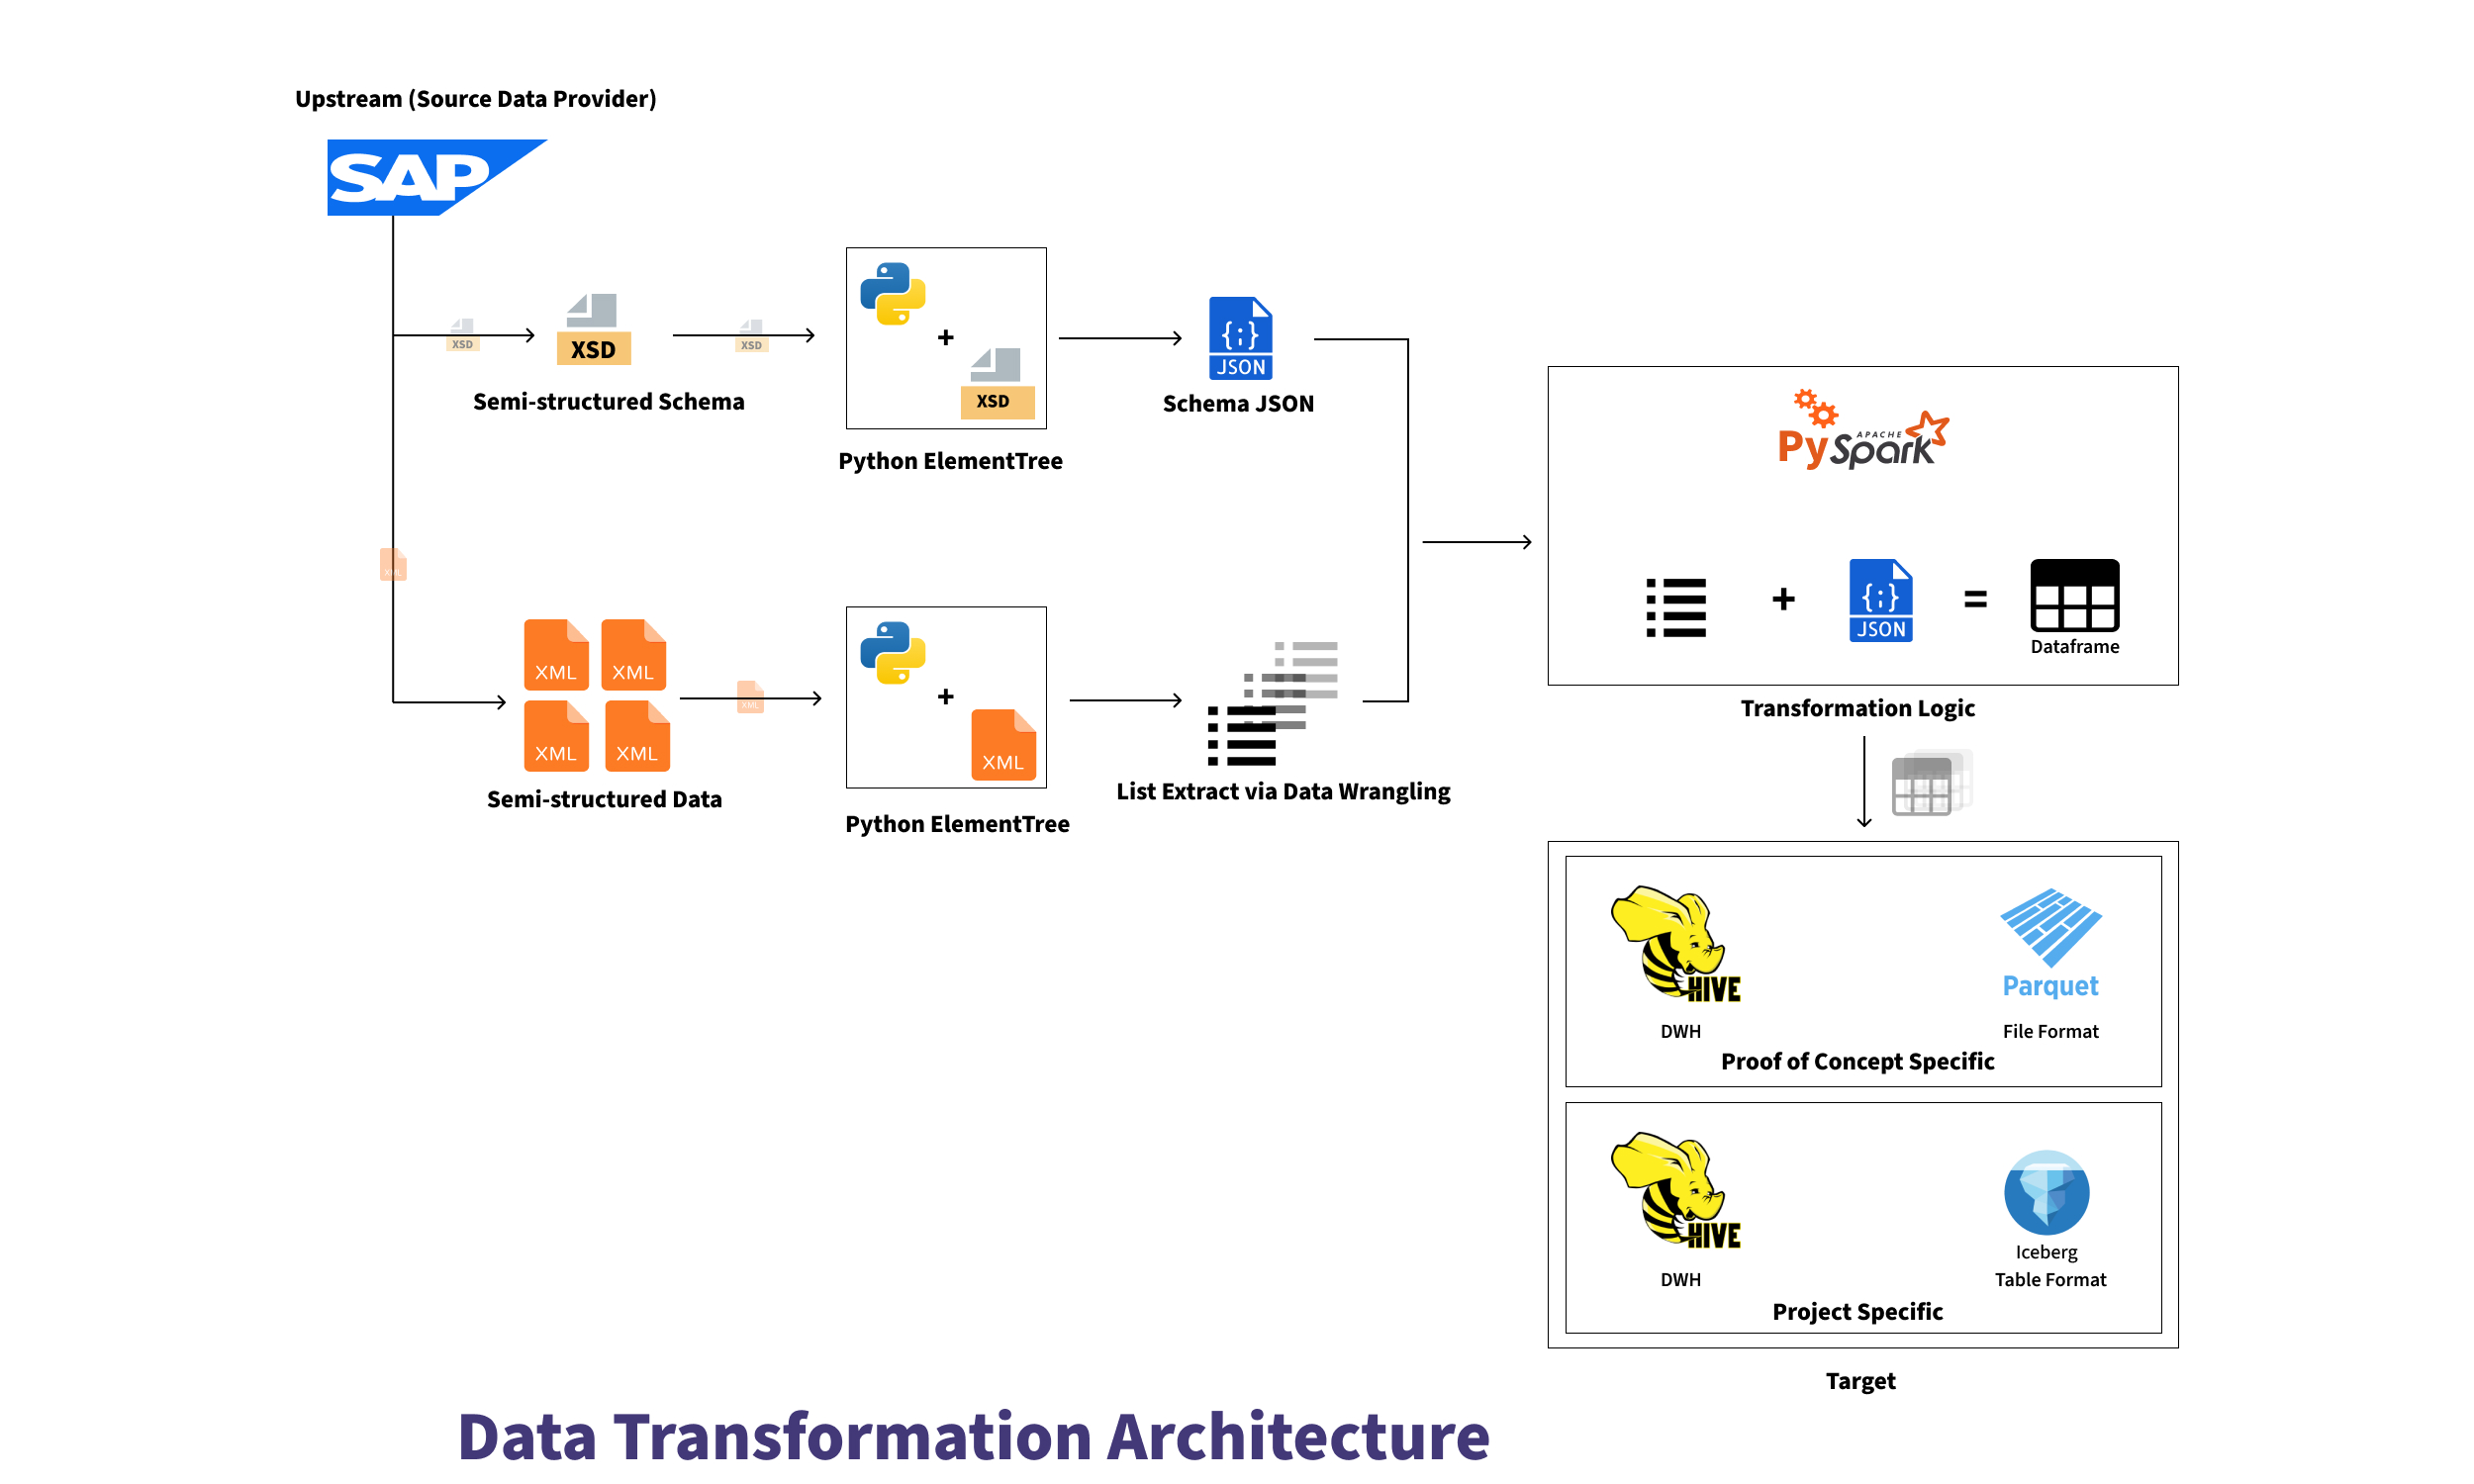 Upstream (Source Data Provider)
SAP
XSD
XSD
Semi-structured Schema
XSD
+
XSD
Python ElementTree
{;}
JSON
Schema JSON
XML
XML
XML
XML
XML
Semi-structured Data
XML
+
XML
Python ElementTree
List Extract via Data Wrangling
APACHE
PySpark
+
{;}
JSON
=
Dataframe
Transformation Logic
HIVE
Parquet
DWH
File Format
Proof of Concept Specific
HIVE
Iceberg
DWH
Table Format
Project Specific
Target
Data Transformation Architecture